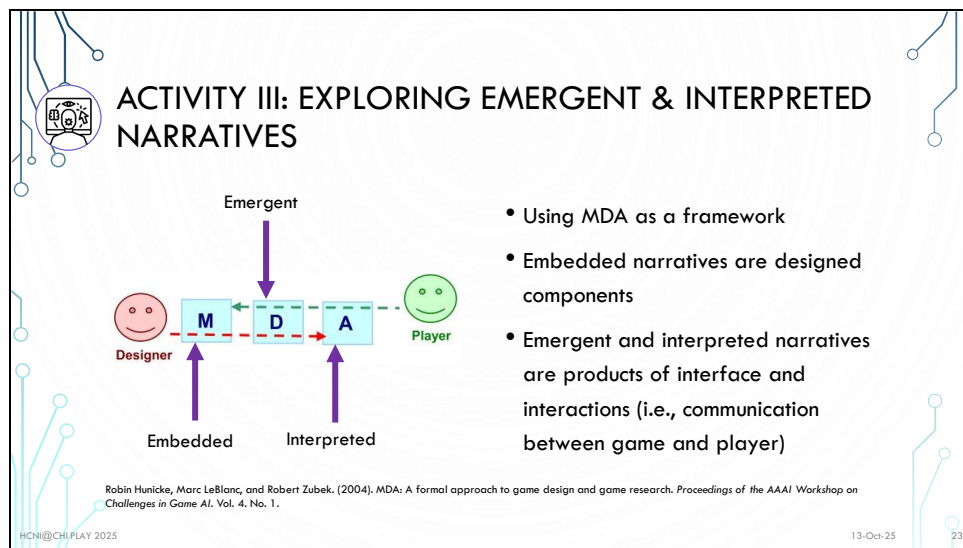 ACTIVITY III: EXPLORING EMERGENT & INTERPRETED
NARRATIVES
Emergent
M
D
A
Designer
Player
Embedded
Interpreted
• Using MDA as a framework
• Embedded narratives are designed
components
• Emergent and interpreted narratives
are products of interface and
interactions (i.e., communication
between game and player)
Robin Hunicke, Marc LeBlanc, and Robert Zubek. (2004). MDA: A formal approach to game design and game research. Proceedings of the AAAI Workshop on
Challenges in Game AI. Vol. 4. No. 1.
HCNI@CHI PLAY 2025
13-Oct-25
23